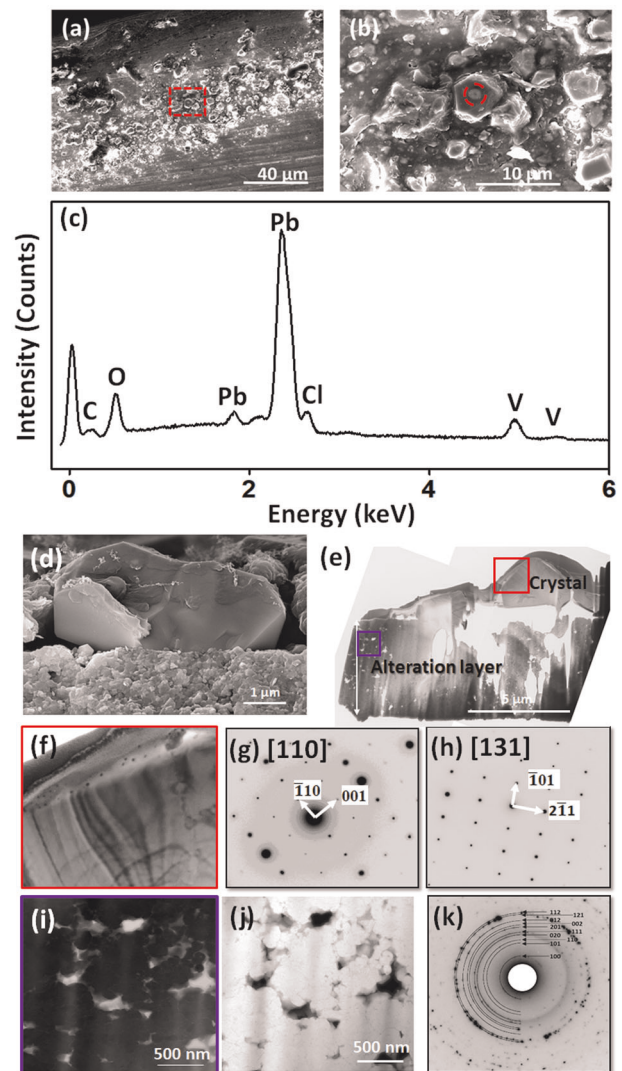 (a)
40 µm
(b)
10 µm
(c)
Intensity (Counts)
Pb
C
O
Pb
Cl
V
V
0
2
4
6
Energy (keV)
(d)
1 µm
(e)
Crystal
Alteration layer
5 µm
(f)
(g) [110]
1̅10
001
(h) [131]
1̅01
21̅1
(i)
500 nm
(j)
500 nm
(k)
112
121
002
201
111
020
101
100